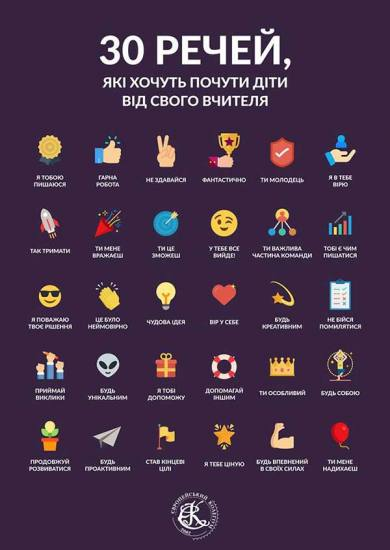 30 РЕЧЕЙ,
ЯКІ ХОЧУТЬ ПОЧУТИ ДІТИ
ВІД СВОГО ВЧИТЕЛЯ
Я ТОБОЮ
ПИШАЮСЯ
ГАРНА
РОБОТА
НЕ ЗДАВАЙСЯ
ФАНТАСТИЧНО
ТИ МОЛОДЕЦЬ
Я В ТЕБЕ
ВІРЮ
ТАК ТРИМАТИ
ТИ МЕНЕ
ВРАЖАЄШ
ТИ ЦЕ
ЗМОЖЕШ
У ТЕБЕ ВСЕ
ВИЙДЕ!
ТИ ВАЖЛИВА
ЧАСТИНА КОМАНДИ
ТОБІ Є ЧИМ
ПИШАТИСЯ
Я ПОВАЖАЮ
ТВОЄ РІШЕННЯ
ЦЕ БУЛО
НЕЙМОВІРНО
ЧУДОВА ІДЕЯ
ВІР У СЕБЕ
БУДЬ
КРЕАТИВНИМ
НЕ БІЙСЯ
ПОМИЛЯТИСЯ
ПРИЙМАЙ
ВИКЛИКИ
БУДЬ
УНІКАЛЬНИМ
Я ТОБІ
ДОПОМОЖУ
ДОПОМАГАЙ
ІНШИМ
ТИ ОСОБЛИВИЙ
БУДЬ СОБОЮ
ПРОДОВЖУЙ
РОЗВИВАТИСЯ
БУДЬ
ПРОАКТИВНИМ
СТАВ КІНЦЕВІ
ЦІЛІ
Я ТЕБЕ ЦІНУЮ
БУДЬ ВПЕВНЕНИЙ
В СВОЇХ СИЛАХ
ТИ МЕНЕ
НАДИХАЄШ
ЄВРОПЕЙСЬКИЙ КОЛЕГІУМ